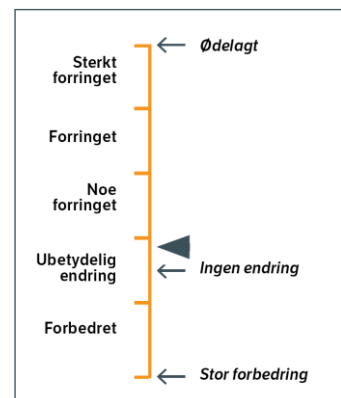 Ødelagt
Sterkt
forringet
Forringet
Noe
forringet
Ubetydelig
endring
Ingen endring
Forbedret
Stor forbedring